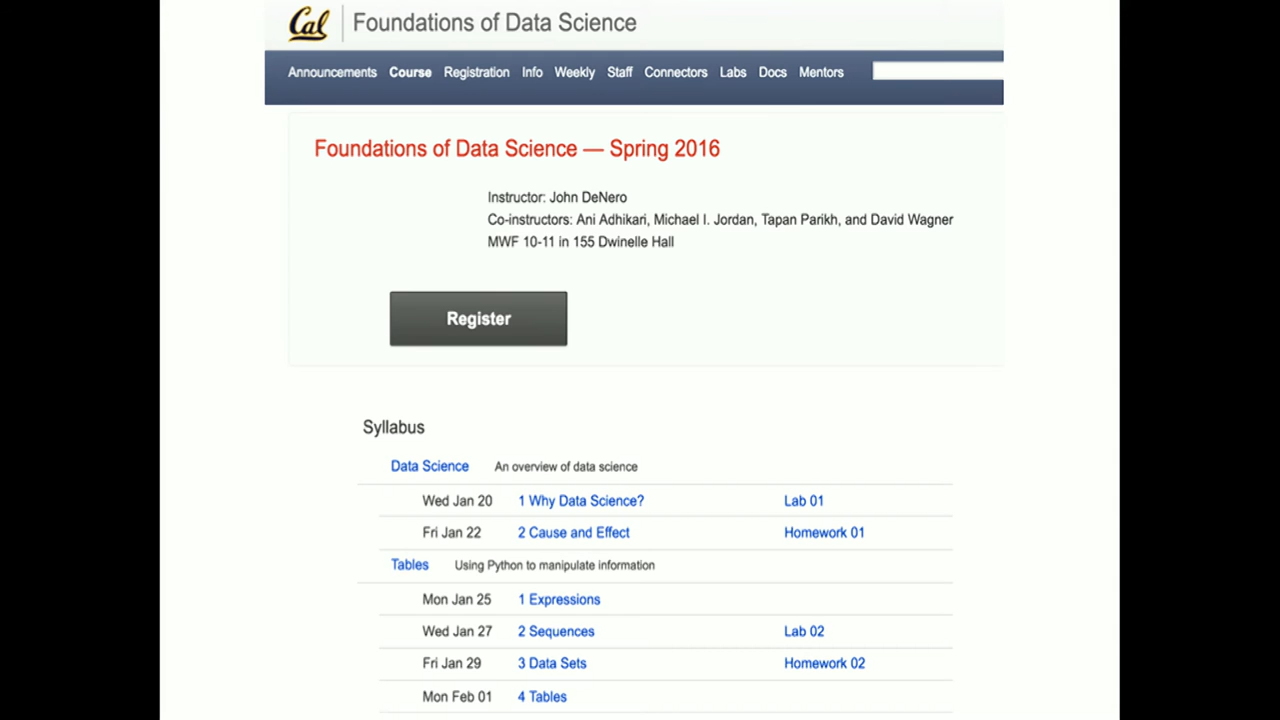 Cal Foundations of Data Science
Announcements Course Registration Info Weekly Staff Connectors Labs Docs Mentors
Foundations of Data Science — Spring 2016
Instructor: John DeNero
Co-instructors: Ani Adhikari, Michael I. Jordan, Tapan Parikh, and David Wagner
MWF 10-11 in 155 Dwinelle Hall
Register
Syllabus
Data Science An overview of data science
Wed Jan 20 1 Why Data Science? Lab 01
Fri Jan 22 2 Cause and Effect Homework 01
Tables Using Python to manipulate information
Mon Jan 25 1 Expressions
Wed Jan 27 2 Sequences Lab 02
Fri Jan 29 3 Data Sets Homework 02
Mon Feb 01 4 Tables